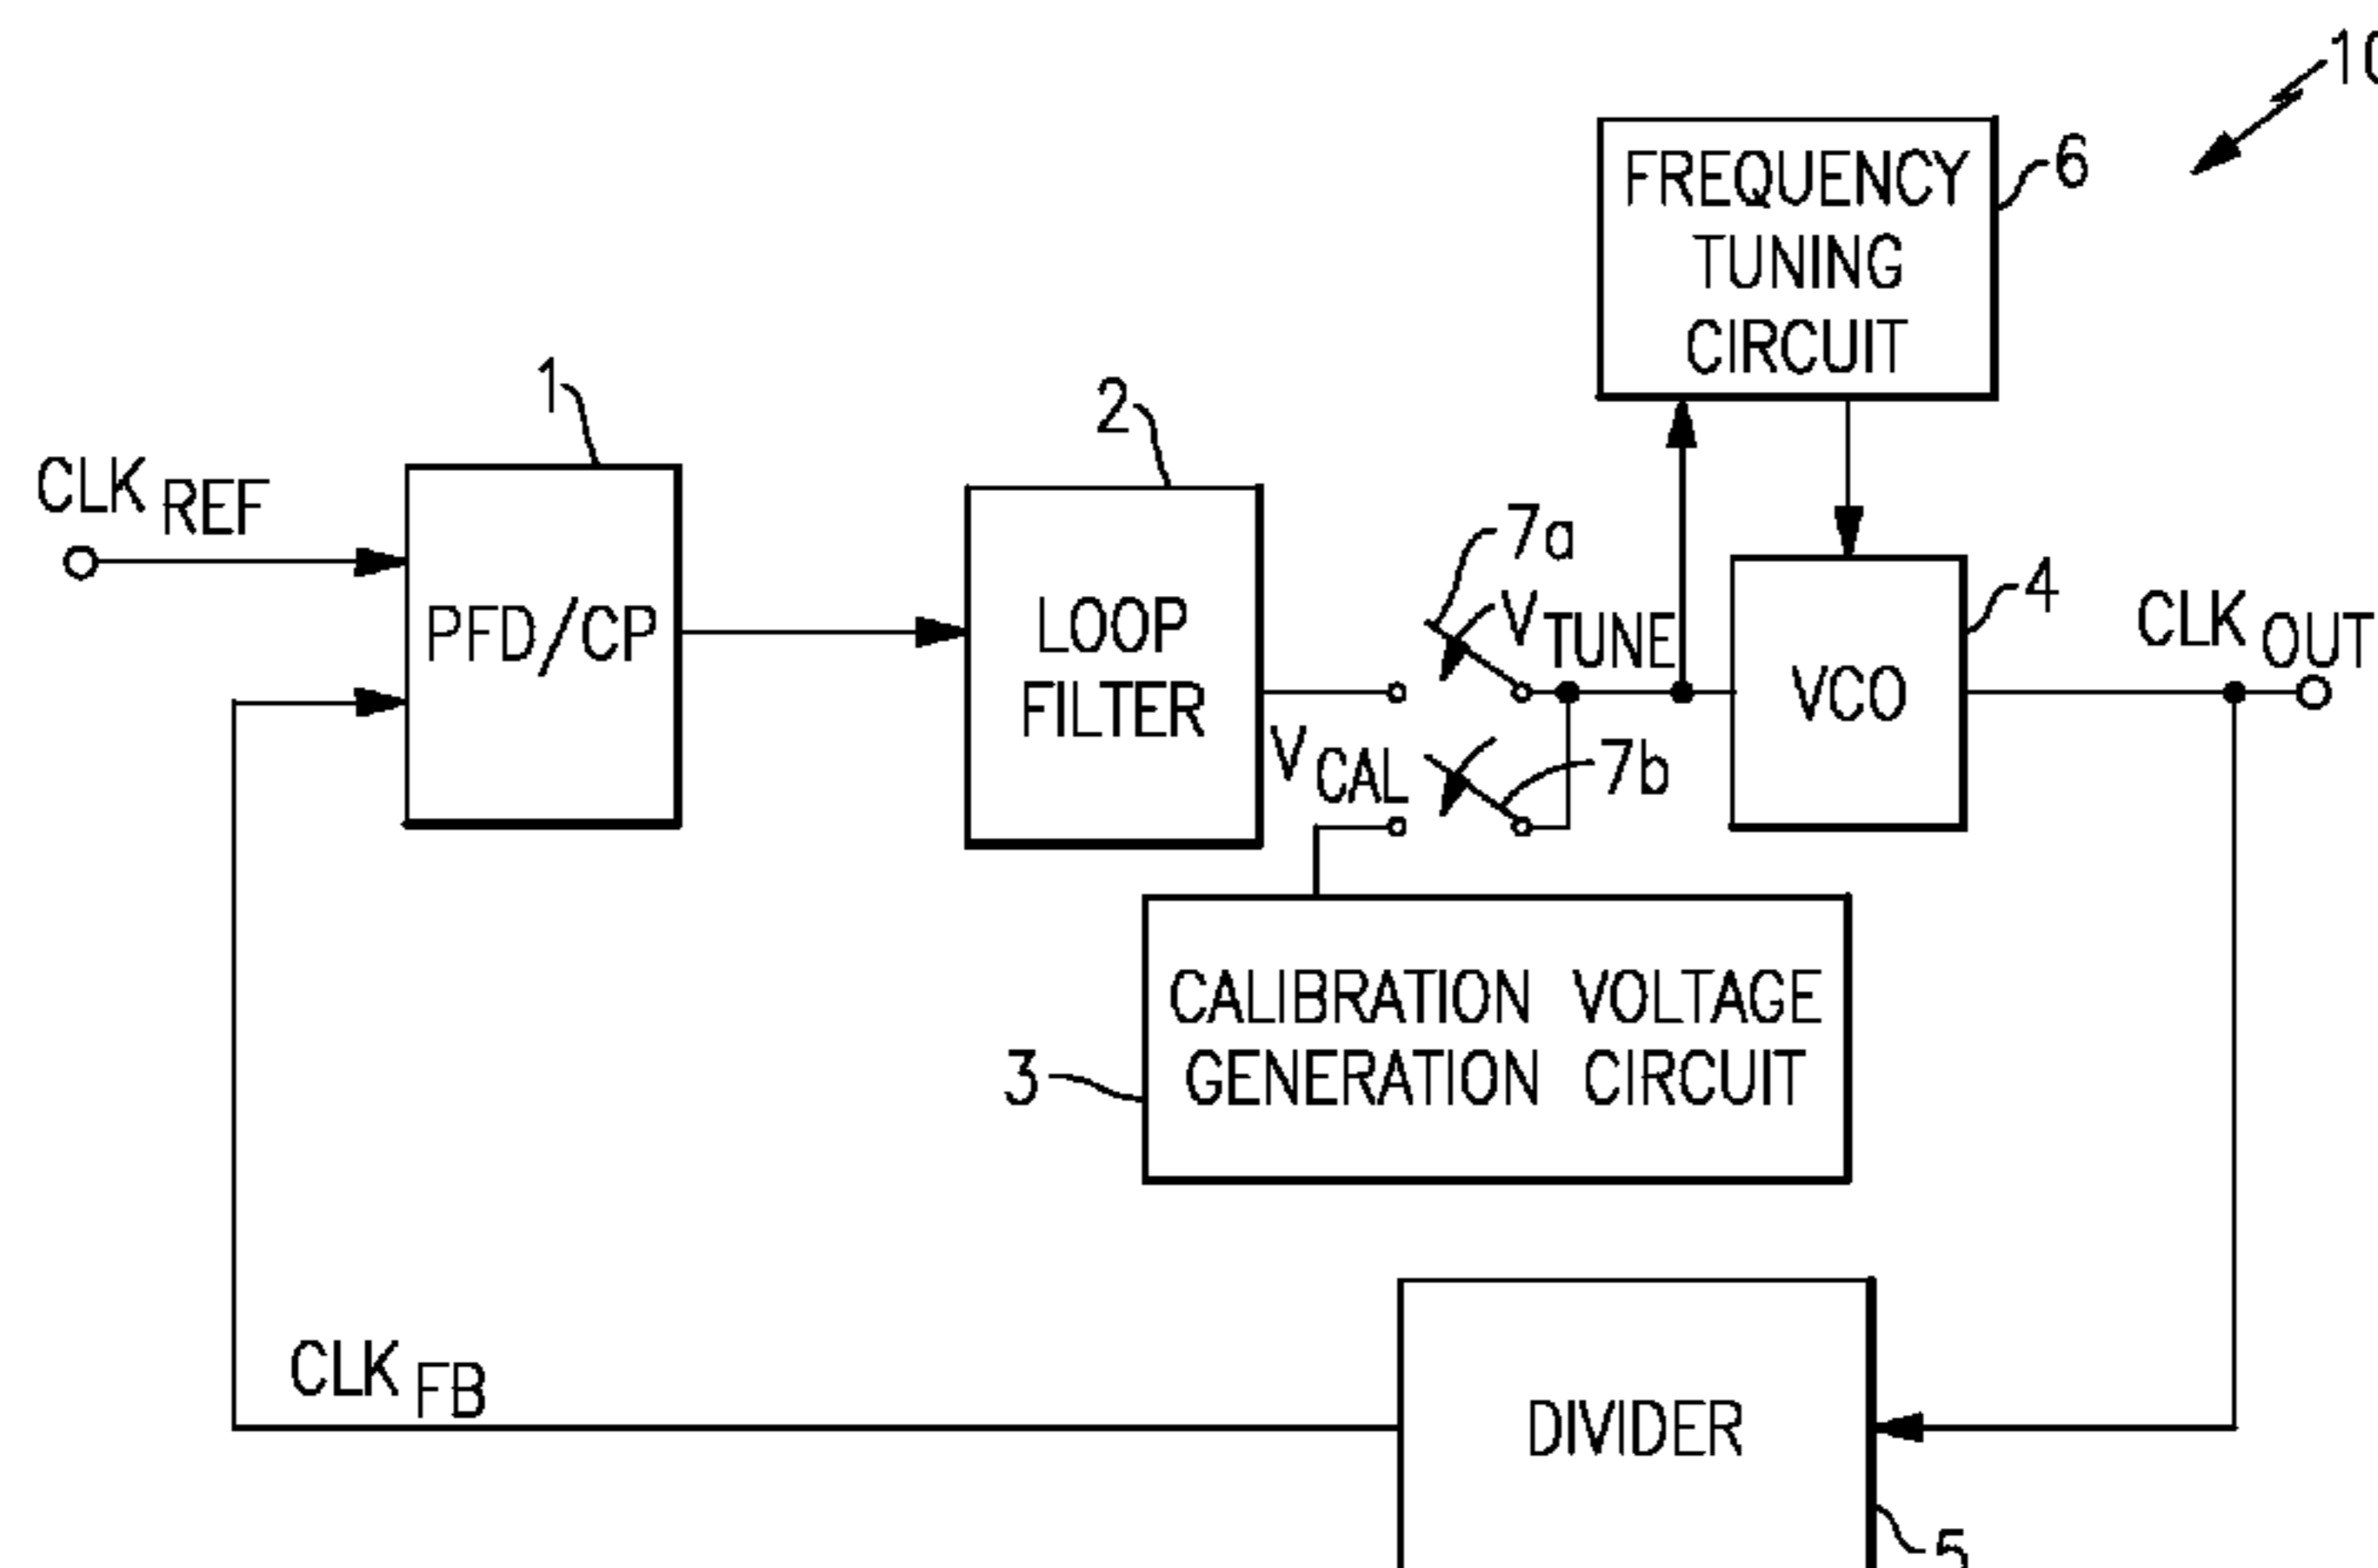 10
FREQUENCY
TUNING
CIRCUIT
6
1
2
CLK REF
PFD/CP
LOOP
FILTER
7a
V TUNE
VCO
4
CLK OUT
V CAL
7b
CALIBRATION VOLTAGE
GENERATION CIRCUIT
3
CLK FB
DIVIDER
5